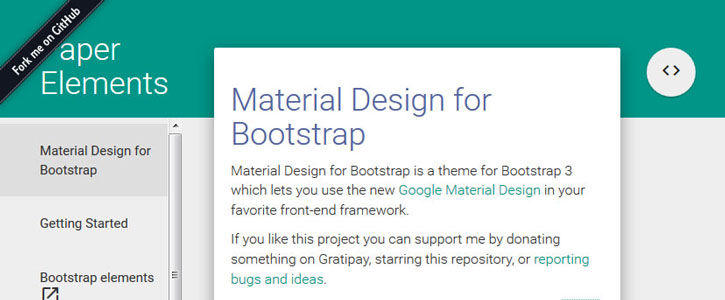 Fork me on GitHub
aper
Elements
Material Design for
Bootstrap
Getting Started
Bootstrap elements
Material Design for
Bootstrap
Material Design for Bootstrap is a theme for Bootstrap 3
which lets you use the new Google Material Design in your
favorite front-end framework.
If you like this project you can support me by donating
something on Gratipay, starring this repository, or reporting
bugs and ideas.